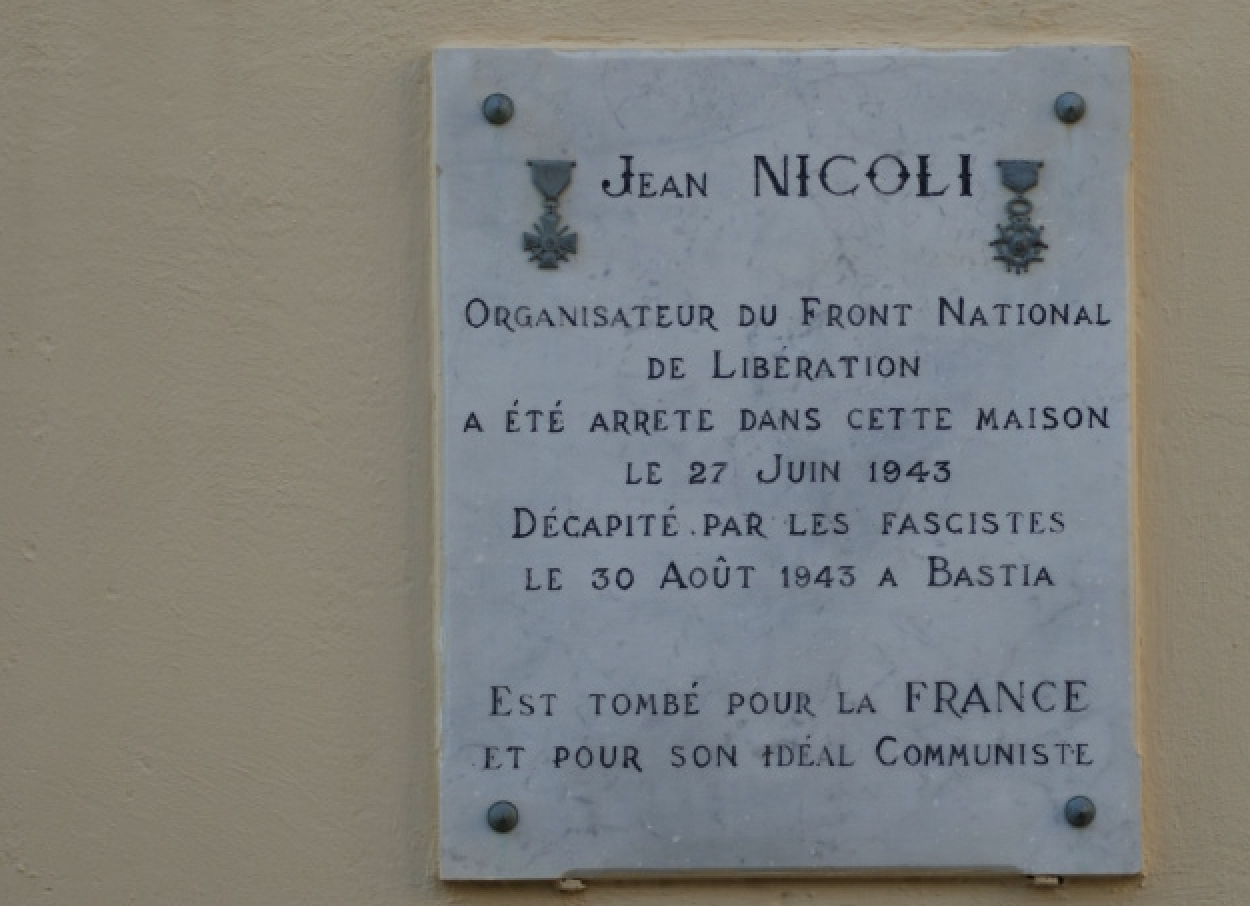 Jean NICOLI
Organisateur du Front National
de Libération
a été arrete dans cette maison
le 27 Juin 1943
Décapité par les fascistes
le 30 Août 1943 a Bastia
Est tombé pour la FRANCE
et pour son idéal Communiste